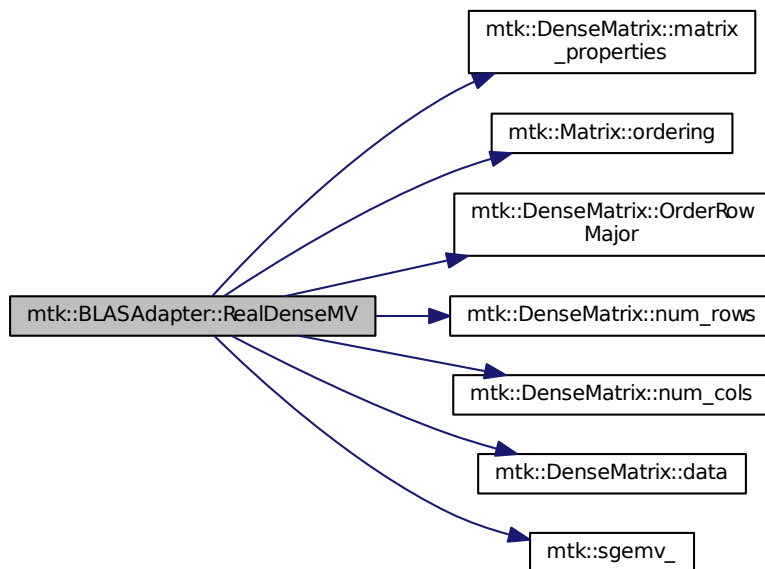 mtk::DenseMatrix::matrix
_properties
mtk::Matrix::ordering
mtk::DenseMatrix::OrderRow
Major
mtk::BLASAdapter::RealDenseMV
mtk::DenseMatrix::num_rows
mtk::DenseMatrix::num_cols
mtk::DenseMatrix::data
mtk::sgemv_